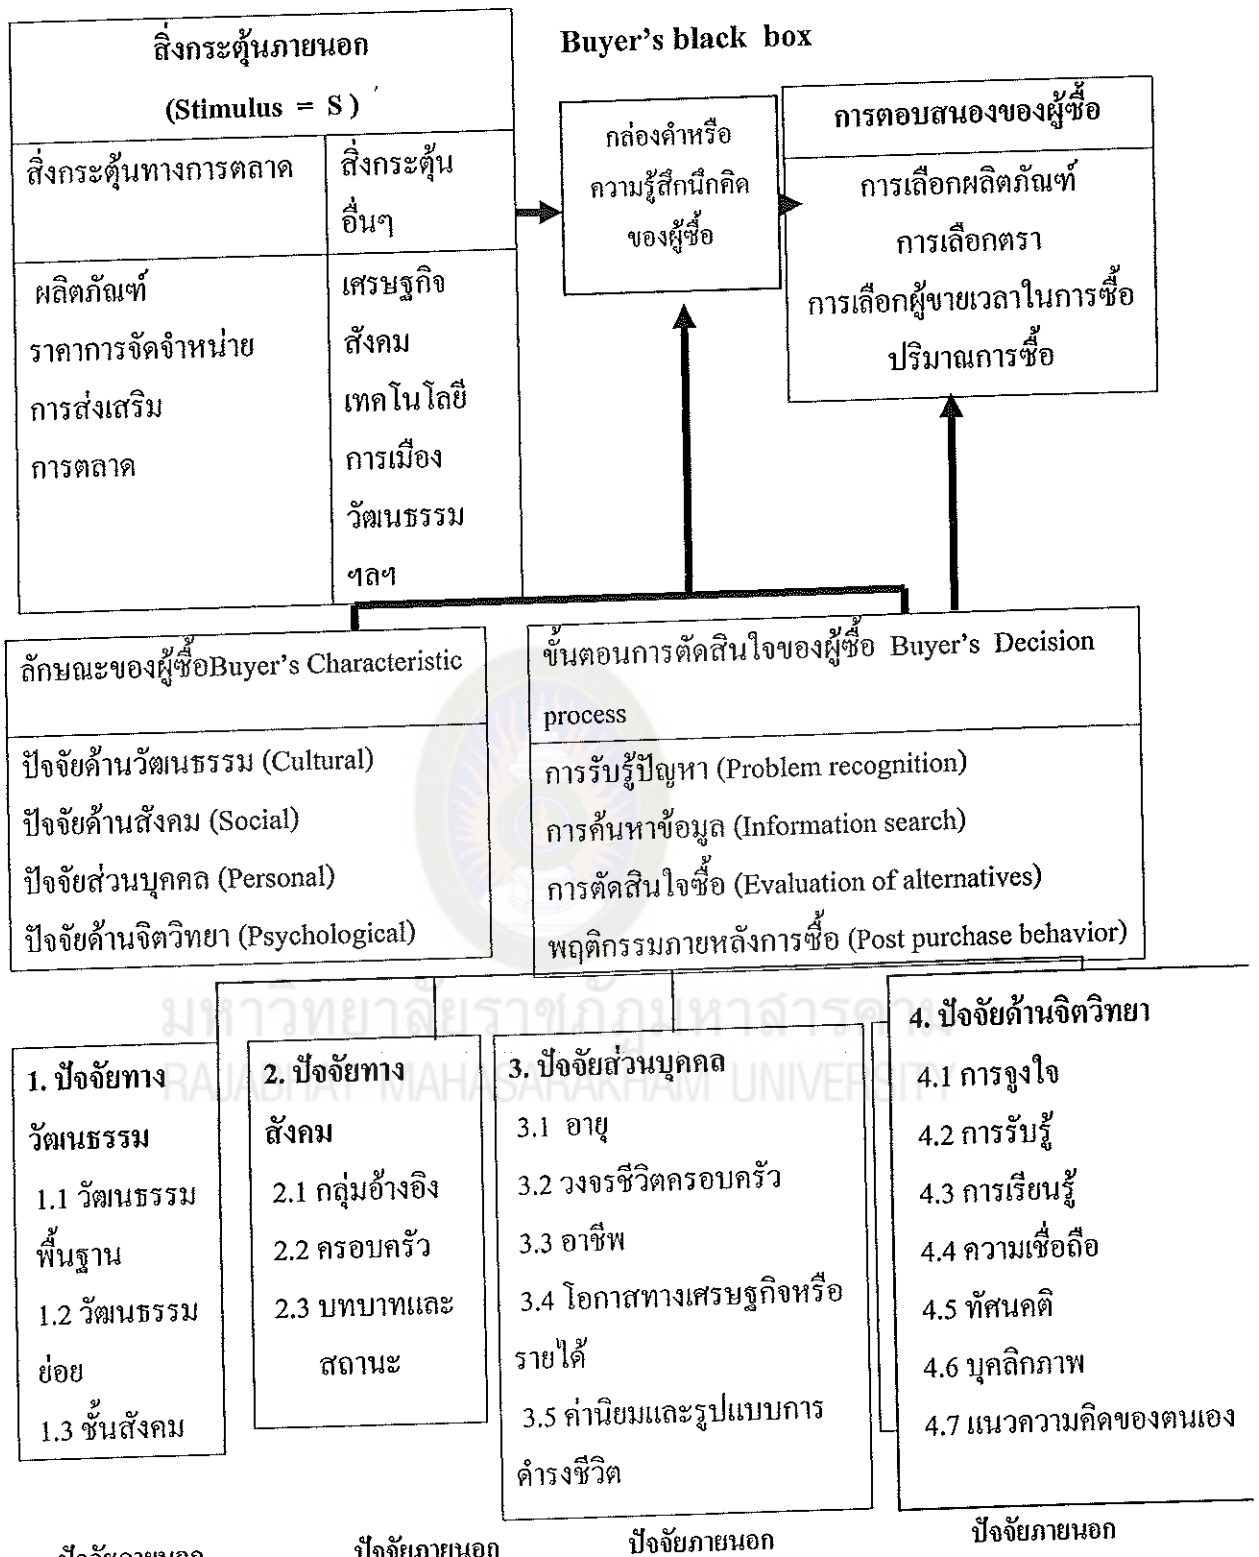 สิ่งกระตุ้นภายนอก
(Stimulus = S )
สิ่งกระตุ้นทางการตลาด
สิ่งกระตุ้น
อื่นๆ
ผลิตภัณฑ์
ราคาการจัดจำหน่าย
การส่งเสริม
การตลาด
เศรษฐกิจ
สังคม
เทคโนโลยี
การเมือง
วัฒนธรรม
ฯลฯ
Buyer's black box
กล่องดำหรือ
ความรู้สึกนึกคิด
ของผู้ซื้อ
การตอบสนองของผู้ซื้อ
การเลือกผลิตภัณฑ์
การเลือกตรา
การเลือกผู้ขายเวลาในการซื้อ
ปริมาณการซื้อ
ลักษณะของผู้ซื้อBuyer's Characteristic
ปัจจัยด้านวัฒนธรรม (Cultural)
ปัจจัยด้านสังคม (Social)
ปัจจัยส่วนบุคคล (Personal)
ปัจจัยด้านจิตวิทยา (Psychological)
ขั้นตอนการตัดสินใจของผู้ซื้อ Buyer's Decision
process
การรับรู้ปัญหา (Problem recognition)
การค้นหาข้อมูล (Information search)
การตัดสินใจซื้อ (Evaluation of alternatives)
พฤติกรรมภายหลังการซื้อ (Post purchase behavior)
มหาวิทยาลัยราชภัฏมหาสารคาม
RAJABHAT MAHASARAKHAM UNIVERSITY
1. ปัจจัยทาง
วัฒนธรรม
1.1 วัฒนธรรม
พื้นฐาน
1.2 วัฒนธรรม
ย่อย
1.3 ชั้นสังคม
2. ปัจจัยทาง
สังคม
2.1 กลุ่มอ้างอิง
2.2 ครอบครัว
2.3 บทบาทและ
สถานะ
3. ปัจจัยส่วนบุคคล
3.1 อายุ
3.2 วงจรชีวิตครอบครัว
3.3 อาชีพ
3.4 โอกาสทางเศรษฐกิจหรือ
รายได้
3.5 ค่านิยมและรูปแบบการ
ดำรงชีวิต
4. ปัจจัยด้านจิตวิทยา
4.1 การจูงใจ
4.2 การรับรู้
4.3 การเรียนรู้
4.4 ความเชื่อถือ
4.5 ทัศนคติ
4.6 บุคลิกภาพ
4.7 แนวความคิดของตนเอง
ปัจจัยภายนอก
ปัจจัยภายนอก
ปัจจัยภายนอก
ปัจจัยภายนอก